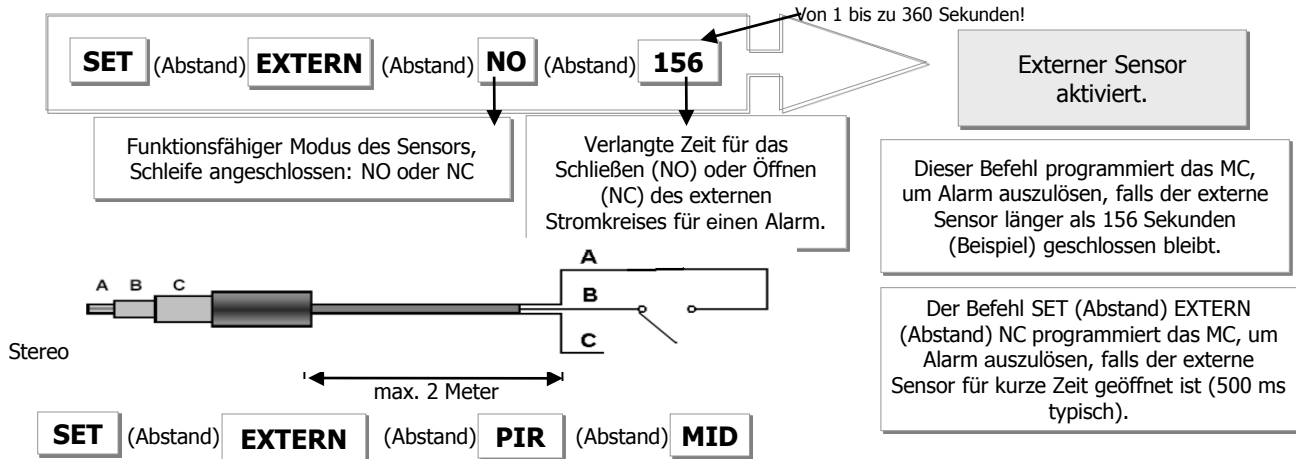 Von 1 bis zu 360 Sekunden!
SET (Abstand) EXTERN (Abstand) NO (Abstand) 156
Externer Sensor
aktiviert.
Funktionsfähiger Modus des Sensors,
Schleife angeschlossen: NO oder NC
Verlangte Zeit für das
Schließen (NO) oder Öffnen
(NC) des externen
Stromkreises für einen Alarm.
Dieser Befehl programmiert das MC,
um Alarm auszulösen, falls der externe
Sensor länger als 156 Sekunden
(Beispiel) geschlossen bleibt.
A B C
A
B
C
Stereo
max. 2 Meter
Der Befehl SET (Abstand) EXTERN
(Abstand) NC programmiert das MC, um
Alarm auszulösen, falls der externe
Sensor für kurze Zeit geöffnet ist (500 ms
typisch).
SET (Abstand) EXTERN (Abstand) PIR (Abstand) MID